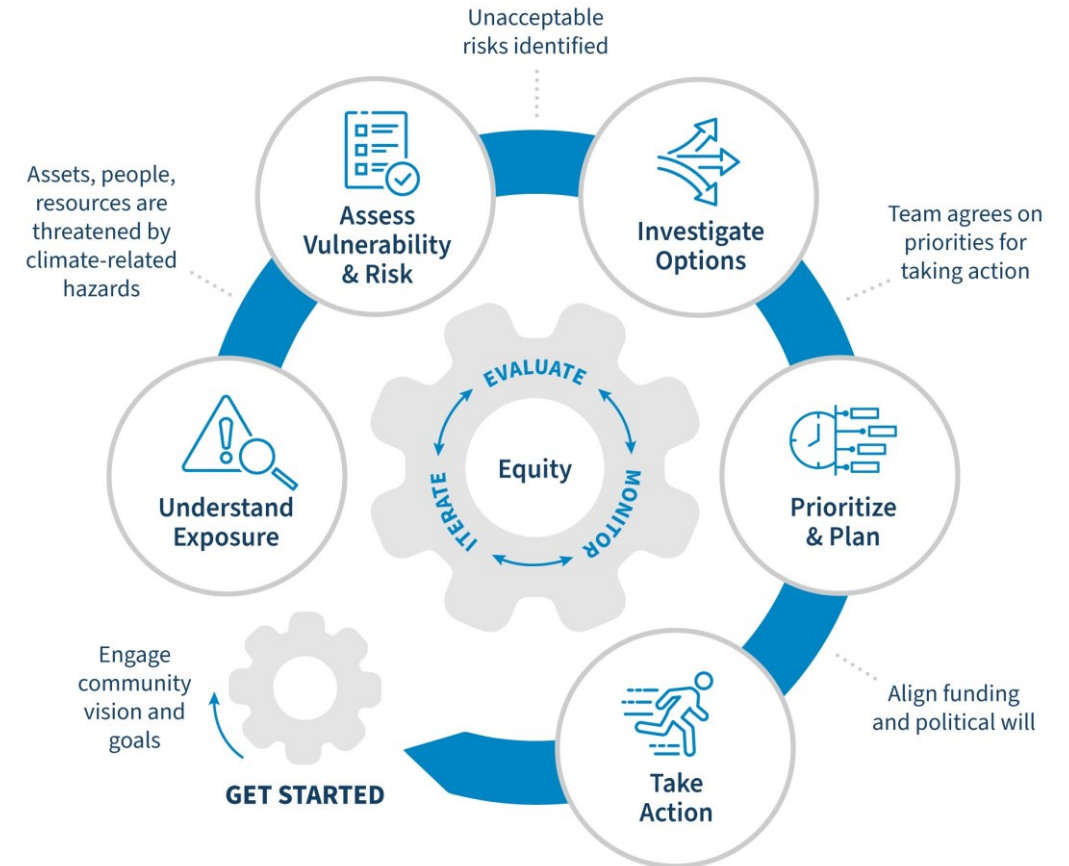 Unacceptable
risks identified
Assess
Vulnerability
& Risk
Investigate
Options
Assets, people,
resources are
threatened by
climate-related
hazards
Team agrees on
priorities for
taking action
EVALUATE
MONITOR
ITERATE
Equity
Understand
Exposure
Prioritize
& Plan
Engage
community
vision and
goals
GET STARTED
Take
Action
Align funding
and political will